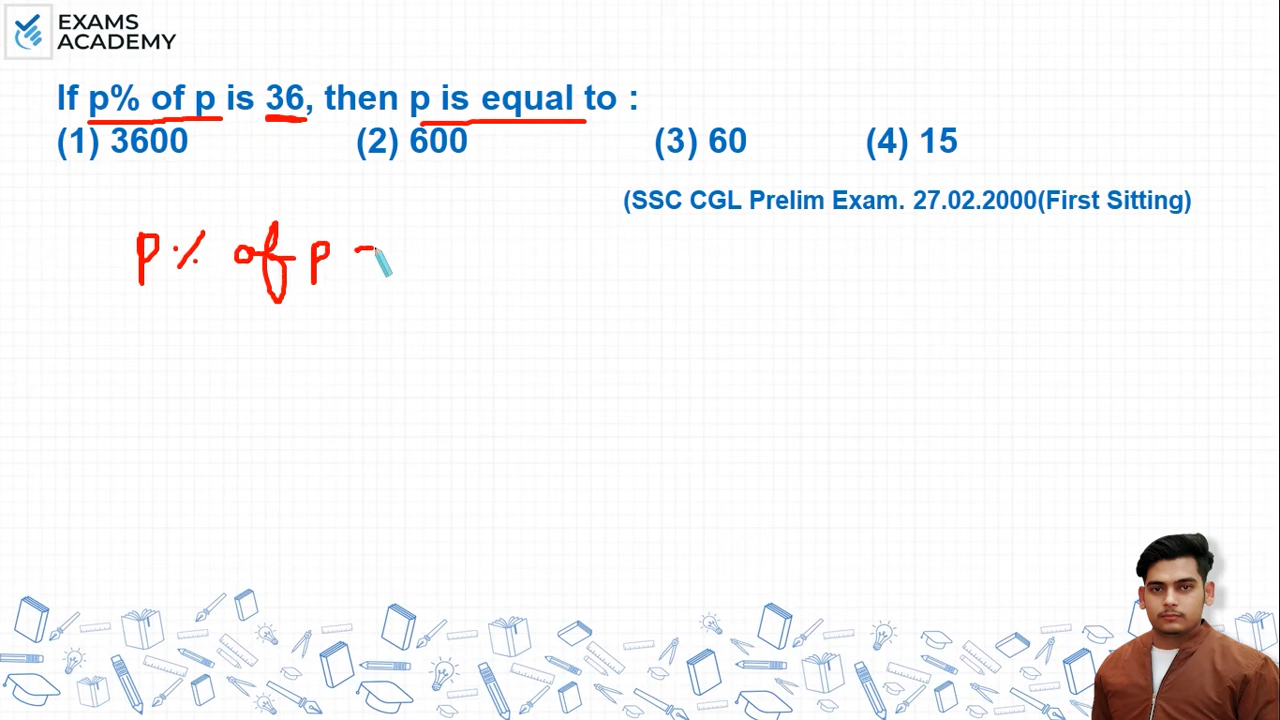 EXAMS
ACADEMY
If p% of p is 36, then p is equal to :
(1) 3600 (2) 600 (3) 60 (4) 15
(SSC CGL Prelim Exam. 27.02.2000(First Sitting)
P % of p -